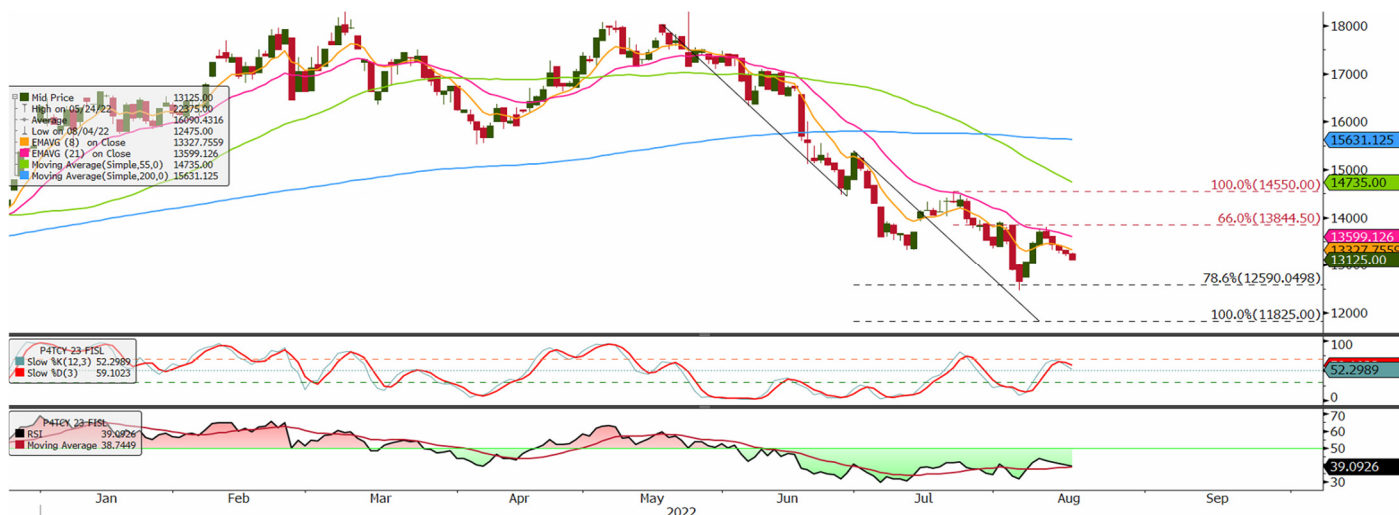 18000
17000
16000
15000
14000
12000
15631.125
14735.00
13599.126
13327.7559
13125.00
Mid Price 13125.00
High on 05/24/22 22375.00
Average 16090.4316
Low on 08/04/22 12475.00
EMAVG (8) on Close 13327.7559
EMAVG (21) on Close 13599.126
Moving Average(Simple,55,0) 14735.00
Moving Average(Simple,200,0) 15631.125
100.0%(14550.00)
66.0%(13844.50)
78.6%(12590.0498)
100.0%(11825.00)
P4TCY 23 FISL
Slow %K(12,3) 52.2989
Slow %D(3) 59.1023
100
52.2989
0
P4TCY 23 FISL
RSI 39.0926
Moving Average 38.7449
70
60
50
39.0926
30
Jan Feb Mar Apr May Jun Jul Aug Sep
2022